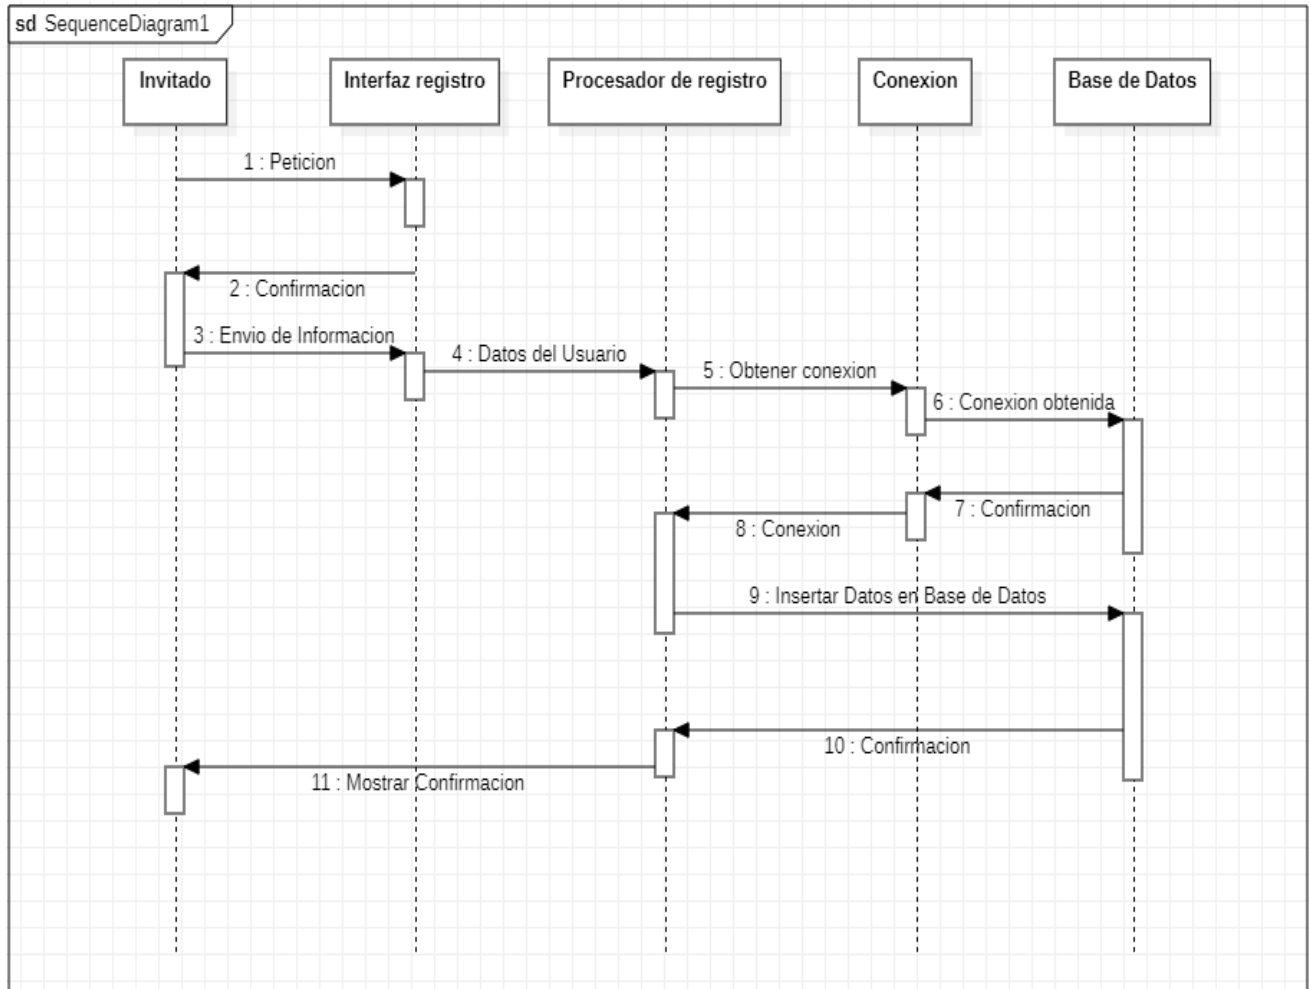 sd SequenceDiagram1
Invitado
Interfaz registro
Procesador de registro
Conexion
Base de Datos
1 : Peticion
2 : Confirmacion
3 : Envio de Informacion
4 : Datos del Usuario
5 : Obtener conexion
6 : Conexion obtenida
7 : Confirmacion
8 : Conexion
9 : Insertar Datos en Base de Datos
10 : Confirmacion
11 : Mostrar Confirmacion